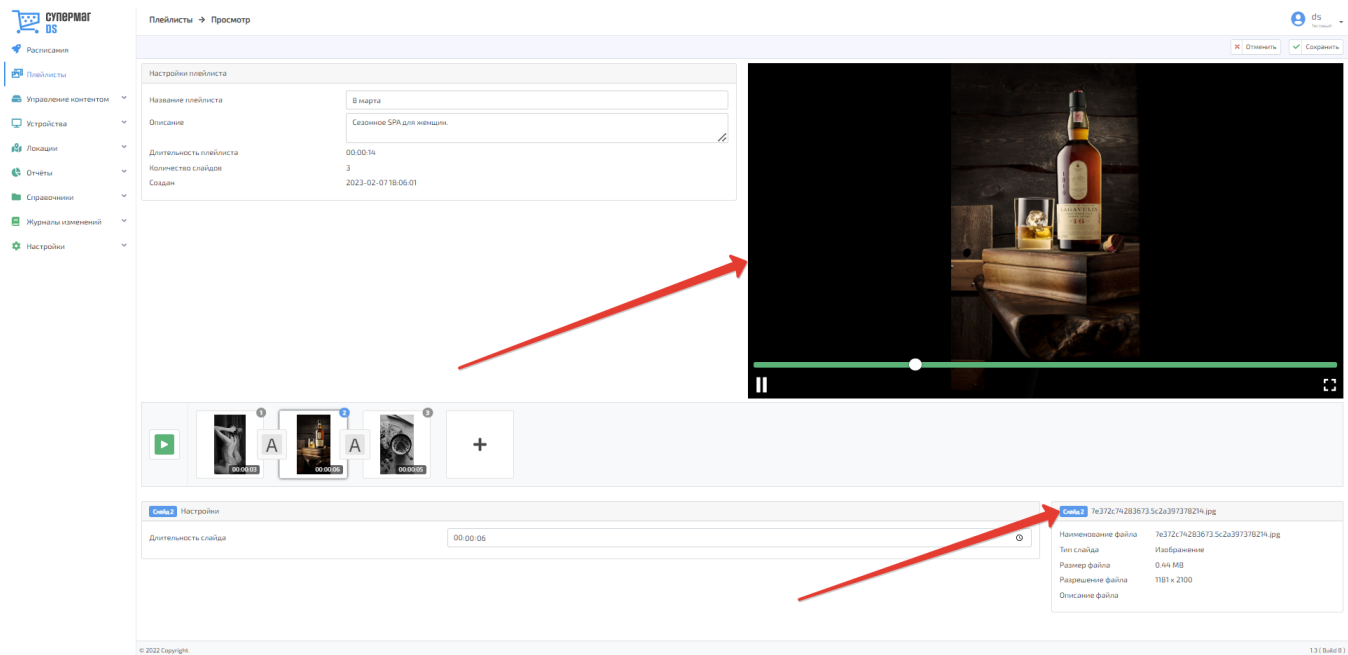 СУПЕРМАГ
DS
Плейлисты → Просмотр
ds
Расписания
Плейлисты
Управление контентом
Устройства
Локации
Отчёты
Справочники
Журналы изменений
Настройки
Отменить
Сохранить
Настройки плейлиста
Название плейлиста 8 марта
Описание Сезонное SPA для женщин.
Длительность плейлиста 00:00:14
Количество слайдов 3
Создан 2023-02-07 18:06:01
LAGAVULIN
16
1
2
3
A
A
00:00:03
00:00:06
00:00:05
Слайд 2 Настройки
Длительность слайда 00:00:06
Слайд 2 7e372c74283673.5c2a397378214.jpg
Наименование файла 7e372c74283673.5c2a397378214.jpg
Тип слайда Изображение
Размер файла 0.44 MB
Разрешение файла 1181 x 2100
Описание файла
© 2022 Copyright.
1.3 ( Build 8 )